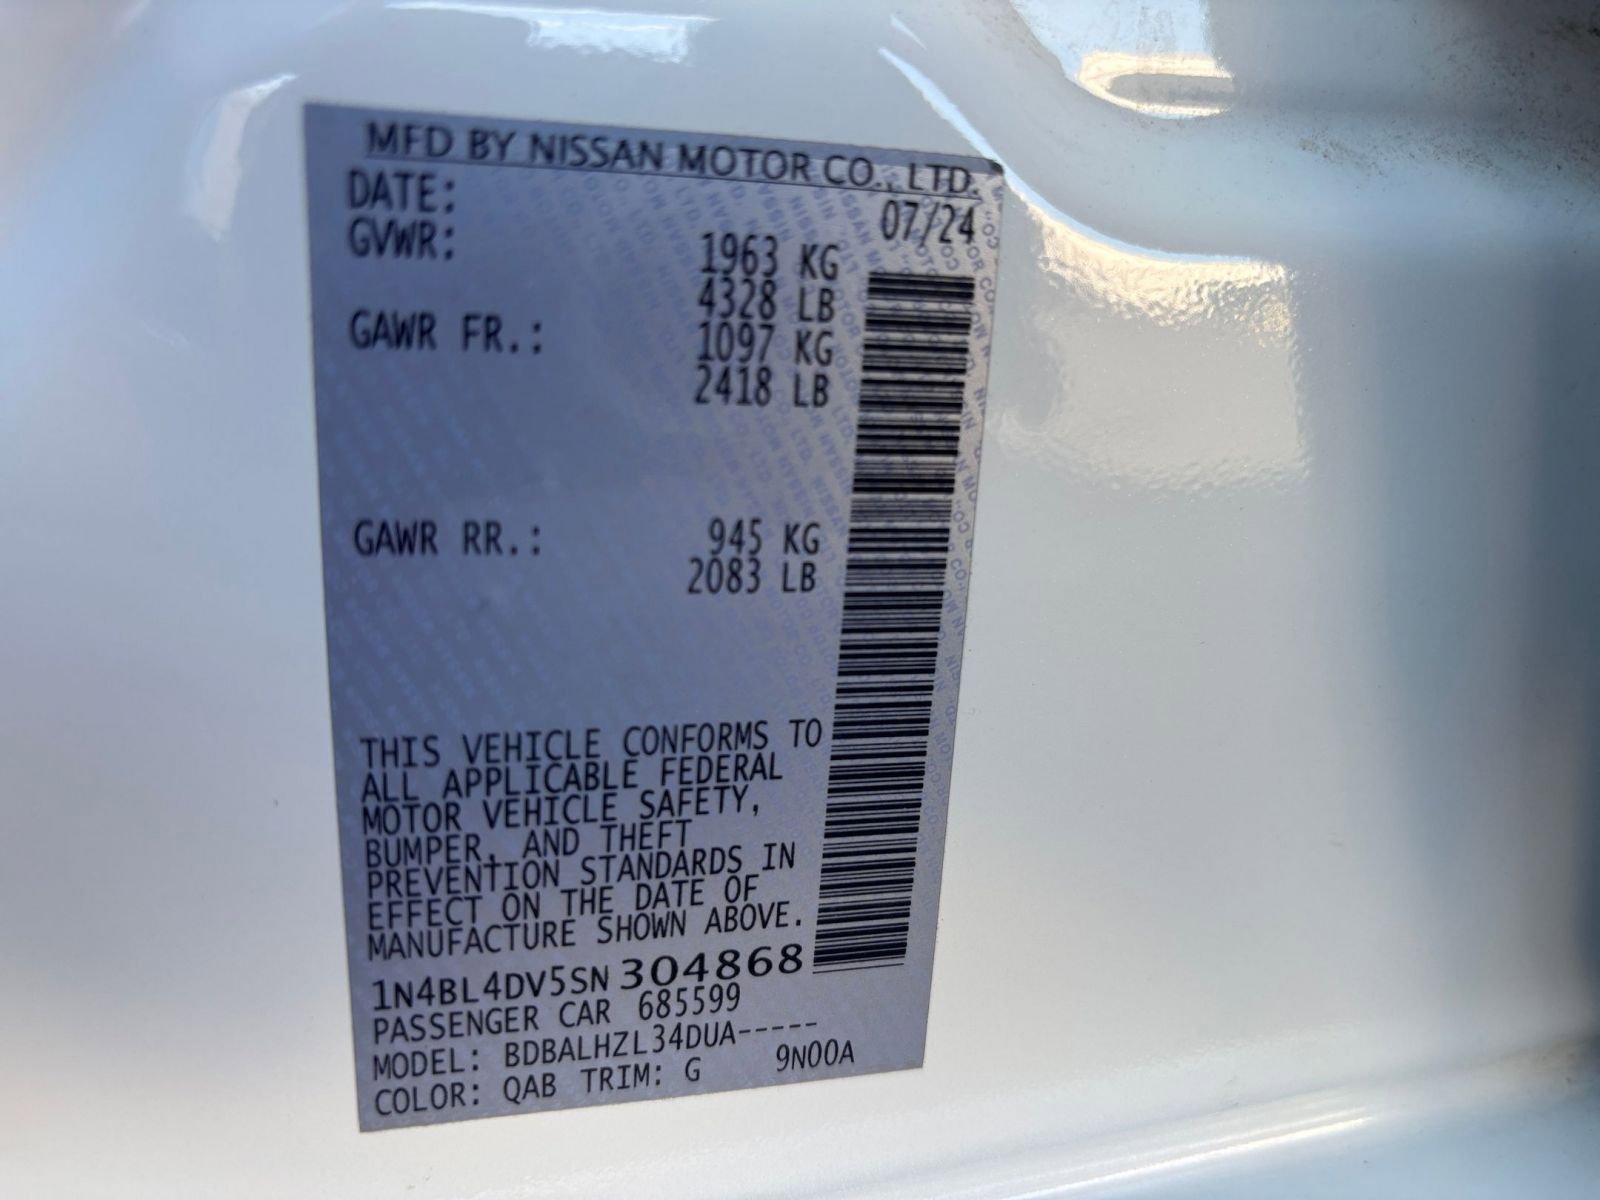 MFD BY NISSAN MOTOR CO., LTD.
DATE: 07/24
GVWR: 1963 KG
4328 LB
GAWR FR.: 1097 KG
2418 LB
GAWR RR.: 945 KG
2083 LB
THIS VEHICLE CONFORMS TO
ALL APPLICABLE FEDERAL
MOTOR VEHICLE SAFETY,
BUMPER, AND THEFT
PREVENTION STANDARDS IN
EFFECT ON THE DATE OF
MANUFACTURE SHOWN ABOVE.
1N4BL4DV5SN304868
PASSENGER CAR 685599
MODEL: BDBALHZL34DUA-----
COLOR: QAB TRIM: G 9N00A